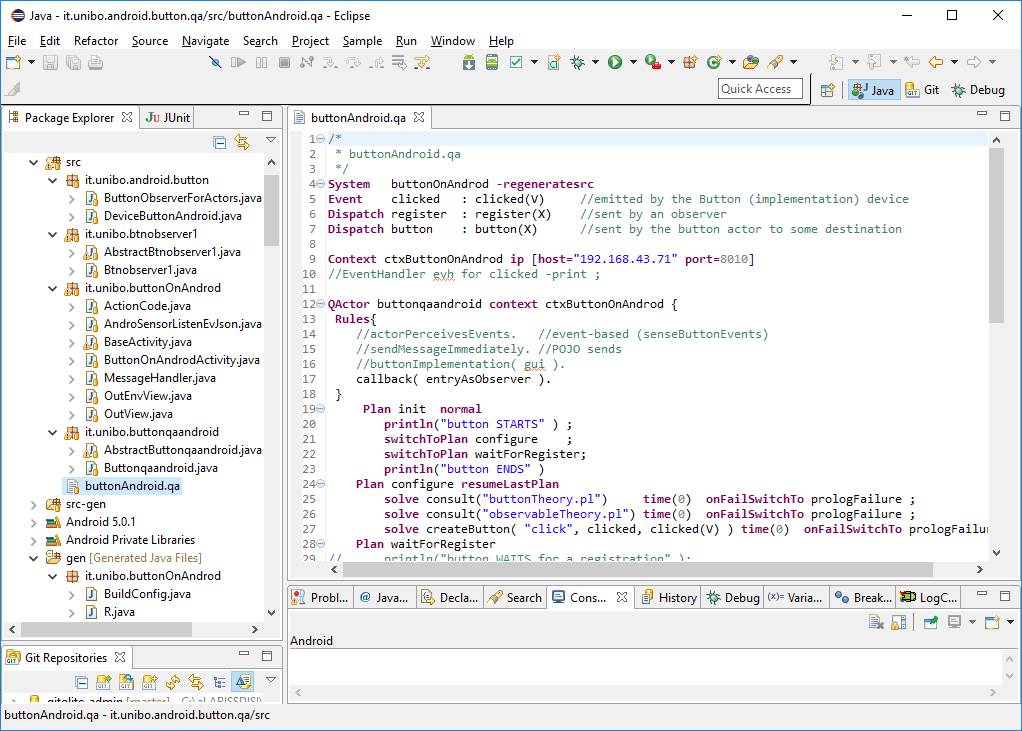 Java - it.unibo.android.button.qa/src/buttonAndroid.qa - Eclipse
File Edit Refactor Source Navigate Search Project Sample Run Window Help
Quick Access
Java Git Debug
Package Explorer JUnit
src
it.unibo.android.button
ButtonObserverForActors.java
DeviceButtonAndroid.java
it.unibo.btnobserver1
AbstractBtnobserver1.java
Btnobserver1.java
it.unibo.buttonOnAndrod
ActionCode.java
AndroSensorListenEvJson.java
BaseActivity.java
ButtonOnAndrodActivity.java
MessageHandler.java
OutEnvView.java
OutView.java
it.unibo.buttonqaandroid
AbstractButtonqaandroid.java
Buttonqaandroid.java
buttonAndroid.qa
src-gen
Android 5.0.1
Android Private Libraries
gen [Generated Java Files]
it.unibo.buttonOnAndrod
BuildConfig.java
R.java
Git Repositories
buttonAndroid.qa
1 /*
2 * buttonAndroid.qa
3 */
4 System buttonOnAndrod -regeneratesrc
5 Event clicked : clicked(V) //emitted by the Button (implementation) device
6 Dispatch register : register(X) //sent by an observer
7 Dispatch button : button(X) //sent by the button actor to some destination
8
9 Context ctxButtonOnAndrod ip [host="192.168.43.71" port=8010]
10 //EventHandler evh for clicked -print ;
11
12 QActor buttonqaandroid context ctxButtonOnAndrod {
13 Rules{
14 //actorPerceivesEvents. //event-based (senseButtonEvents)
15 //sendMessageImmediately. //POJO sends
16 //buttonImplementation( gui ).
17 callback( entryAsObserver ).
18 }
19 Plan init normal
20 println("button STARTS" ) ;
21 switchToPlan configure ;
22 switchToPlan waitForRegister;
23 println("button ENDS" )
24 Plan configure resumeLastPlan
25 solve consult("buttonTheory.pl") time(0) onFailSwitchTo prologFailure ;
26 solve consult("observableTheory.pl") time(0) onFailSwitchTo prologFailure ;
27 solve createButton( "click", clicked, clicked(V) ) time(0) onFailSwitchTo prologFailu
28 Plan waitForRegister
29 // println("button WAITS for a registration" );
Probl... Java... Decla... Search Cons... History Debug Varia... Break... LogC...
Android
buttonAndroid.qa - it.unibo.android.button.qa/src